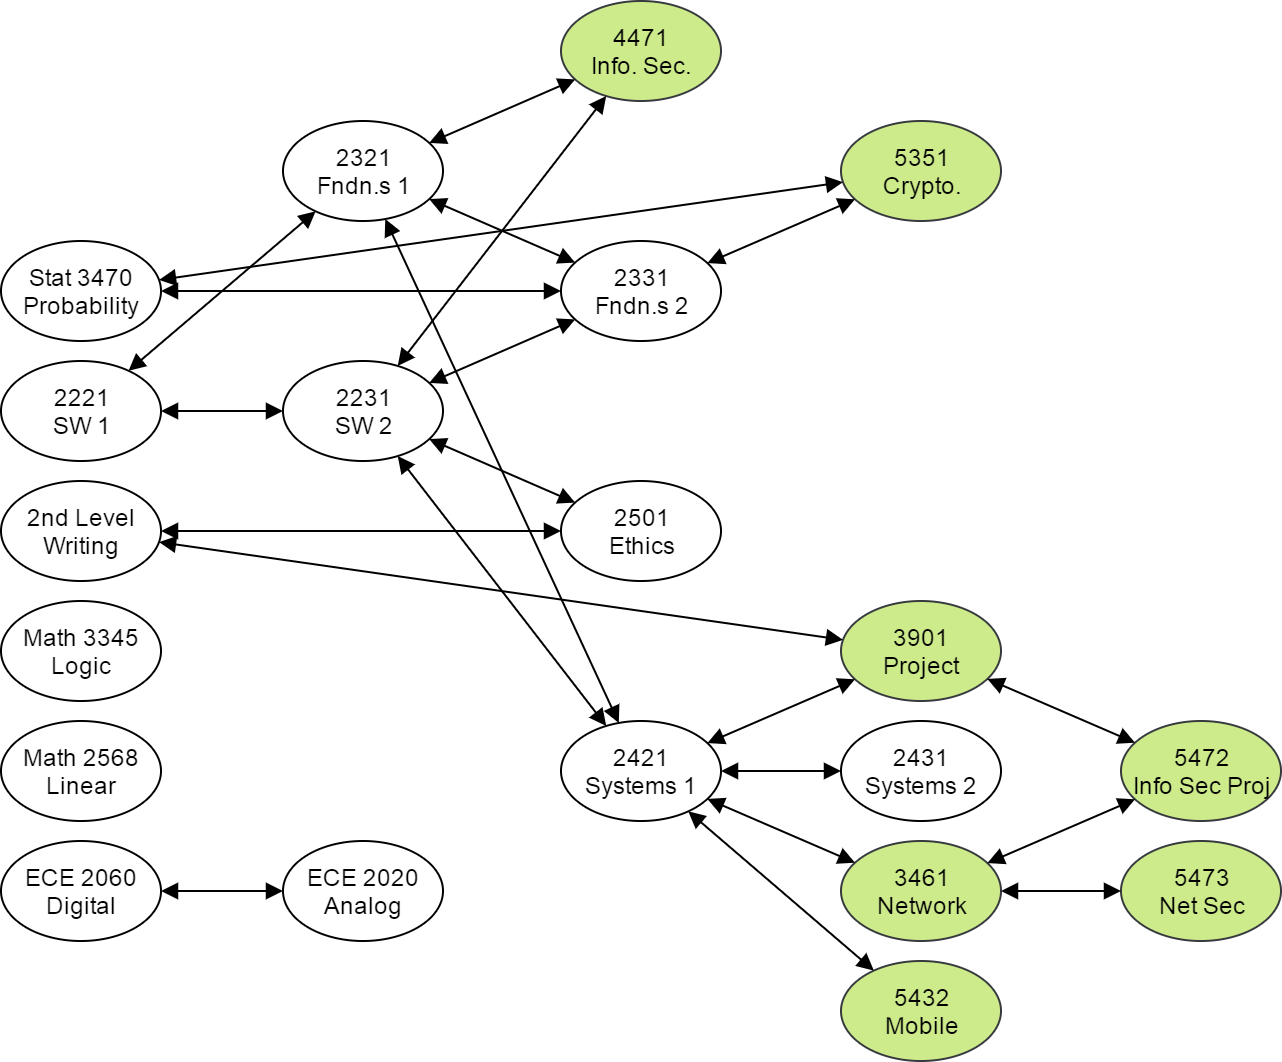 4471
Info. Sec.
2321
Fndn.s 1
5351
Crypto.
Stat 3470
Probability
2331
Fndn.s 2
2221
SW 1
2231
SW 2
2nd Level
Writing
2501
Ethics
Math 3345
Logic
3901
Project
Math 2568
Linear
2421
Systems 1
2431
Systems 2
5472
Info Sec Proj
ECE 2060
Digital
ECE 2020
Analog
3461
Network
5473
Net Sec
5432
Mobile